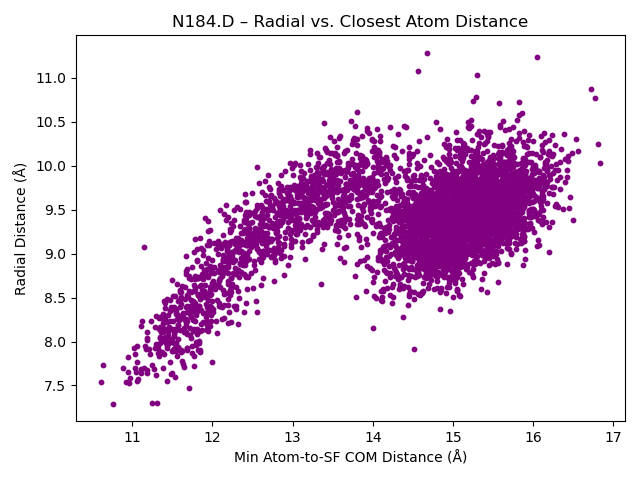 N184.D – Radial vs. Closest Atom Distance
Radial Distance (Å)
11.0
10.5
10.0
9.5
9.0
8.5
8.0
7.5
11 12 13 14 15 16 17
Min Atom-to-SF COM Distance (Å)